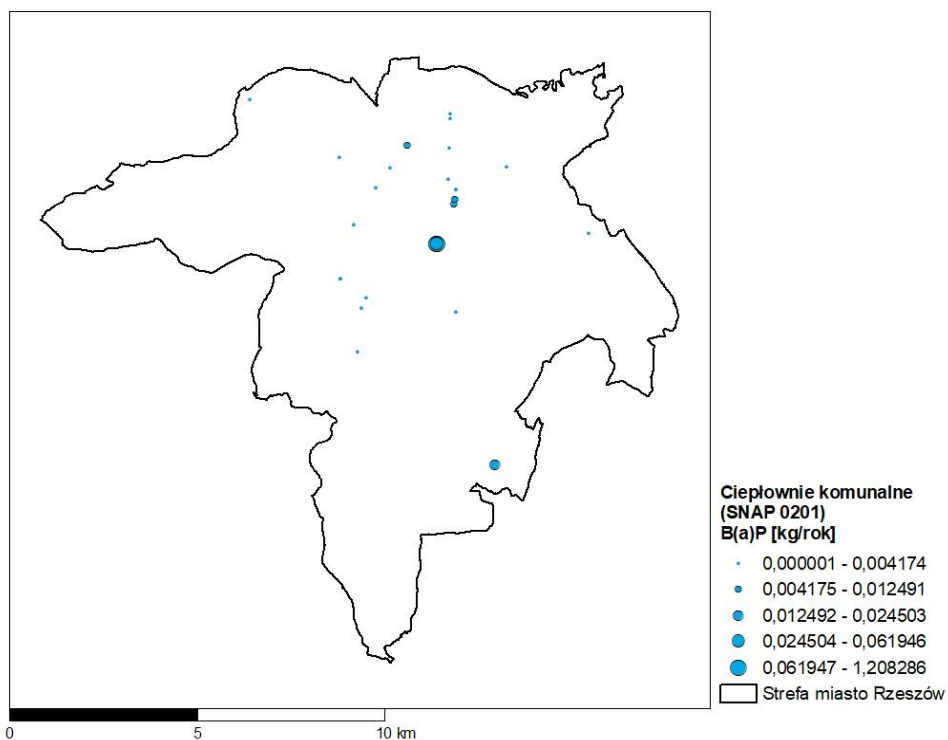 Ciepłownie komunalne
(SNAP 0201)
B(a)P [kg/rok]
0,000001 - 0,004174
0,004175 - 0,012491
0,012492 - 0,024503
0,024504 - 0,061946
0,061947 - 1,208286
Strefa miasto Rzeszów
0 5 10 km